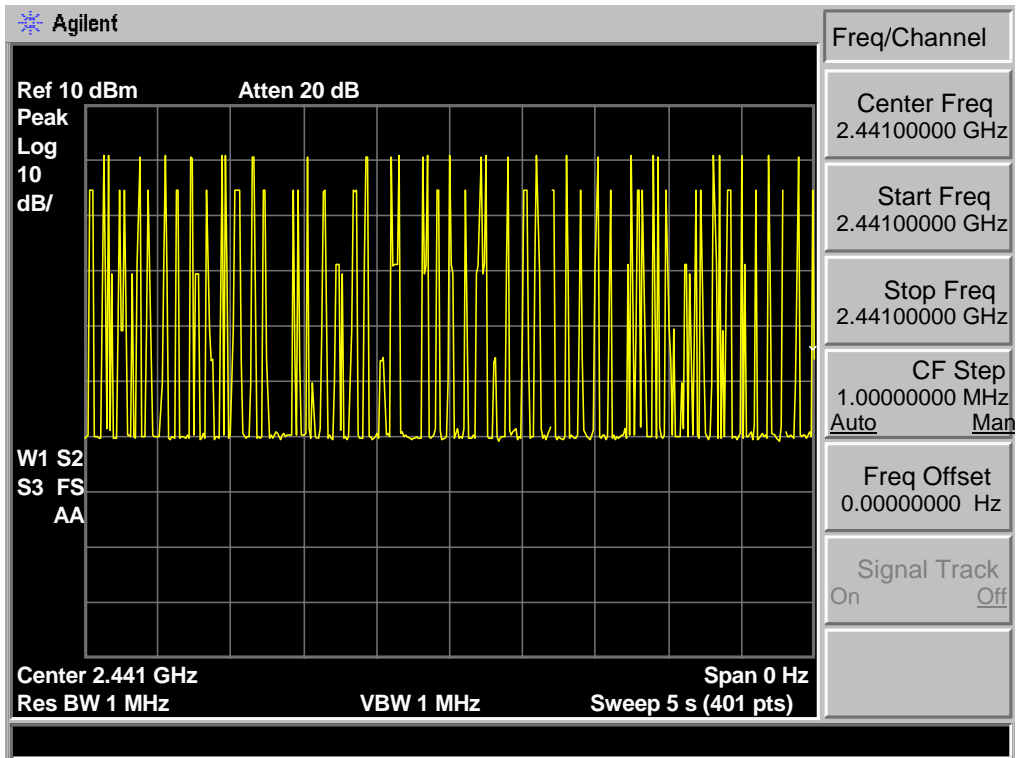 Agilent
Ref 10 dBm Atten 20 dB
Peak
Log
10
dB/
W1 S2
S3 FS
AA
Center 2.441 GHz Span 0 Hz
Res BW 1 MHz VBW 1 MHz Sweep 5 s (401 pts)
Freq/Channel
Center Freq
2.44100000 GHz
Start Freq
2.44100000 GHz
Stop Freq
2.44100000 GHz
CF Step
1.00000000 MHz
Auto Man
Freq Offset
0.00000000 Hz
Signal Track
On Off